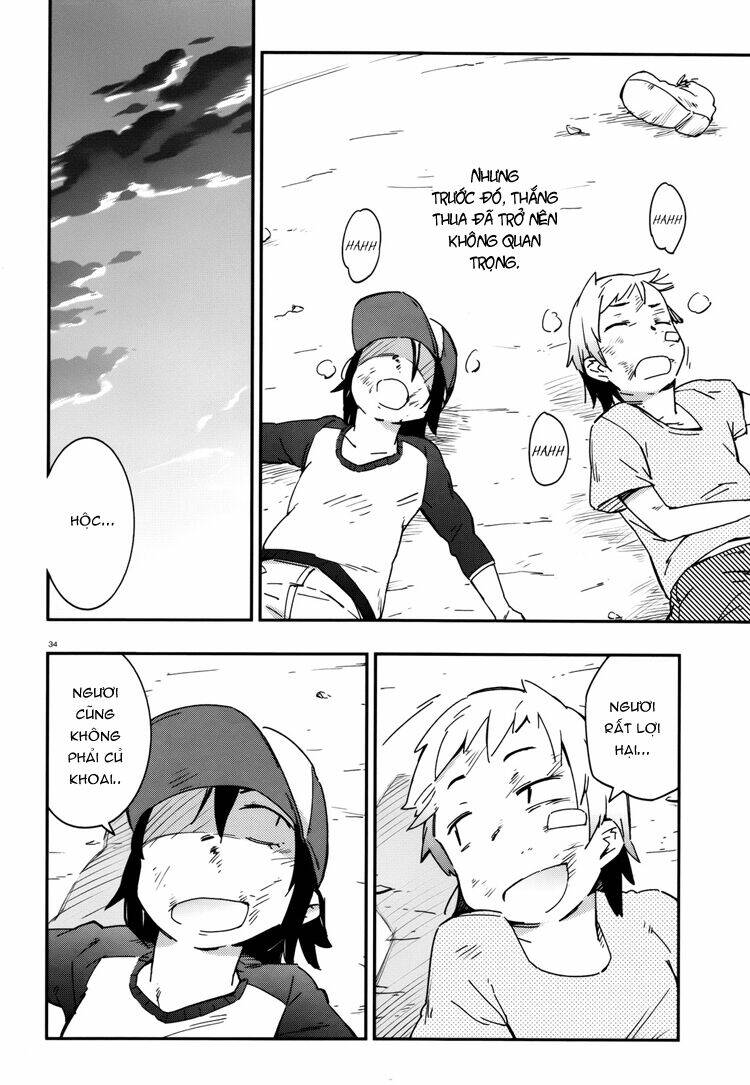 NHƯNG
TRƯỚC ĐÓ, THẮNG
THUA ĐÃ TRỞ NÊN
KHÔNG QUAN
TRỌNG.
HAHH
HAHH
HAHH
HỘC...
34
NGƯƠI
RẤT LỢI
HẠI...
NGƯƠI
CŨNG
KHÔNG
PHẢI CỦ
KHOAI..